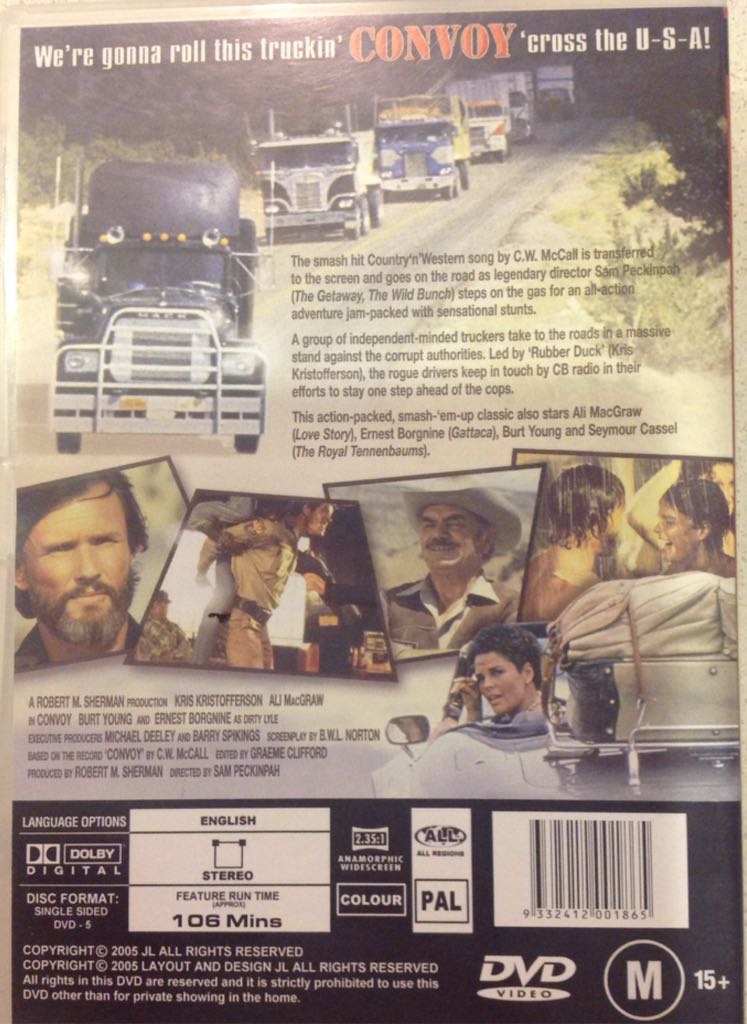 We're gonna roll this truckin' CONVOY 'cross the U-S-A!
MACK
The smash hit Country'n'Western song by C.W. McCall is transferred
to the screen and goes on the road as legendary director Sam Peckinpah
(The Getaway, The Wild Bunch) steps on the gas for an all-action
adventure jam-packed with sensational stunts.
A group of independent-minded truckers take to the roads in a massive
stand against the corrupt authorities. Led by 'Rubber Duck' (Kris
Kristofferson), the rogue drivers keep in touch by CB radio in their
efforts to stay one step ahead of the cops.
This action-packed, smash-'em-up classic also stars Ali MacGraw
(Love Story), Ernest Borgnine (Gattaca), Burt Young and Seymour Cassel
(The Royal Tennenbaums).
A ROBERT M. SHERMAN PRODUCTION KRIS KRISTOFFERSON ALI MACGRAW
IN CONVOY BURT YOUNG AND ERNEST BORGNINE AS DIRTY LYLE
EXECUTIVE PRODUCERS MICHAEL DEELEY AND BARRY SPIKINGS SCREENPLAY BY B.W.L. NORTON
BASED ON THE RECORD 'CONVOY' BY C.W. McCALL EDITED BY GRAEME CLIFFORD
PRODUCED BY ROBERT M. SHERMAN DIRECTED BY SAM PECKINPAH
LANGUAGE OPTIONS
ENGLISH
DOLBY
DIGITAL
STEREO
DISC FORMAT:
SINGLE SIDED
DVD - 5
FEATURE RUN TIME
(APPROX)
106 Mins
2.35:1
ANAMORPHIC
WIDESCREEN
COLOUR
ALL
ALL REGIONS
PAL
9 332412 001865
COPYRIGHT © 2005 JL ALL RIGHTS RESERVED
COPYRIGHT © 2005 LAYOUT AND DESIGN JL ALL RIGHTS RESERVED
All rights in this DVD are reserved and it is strictly prohibited to use this
DVD other than for private showing in the home.
DVD
VIDEO
M 15+